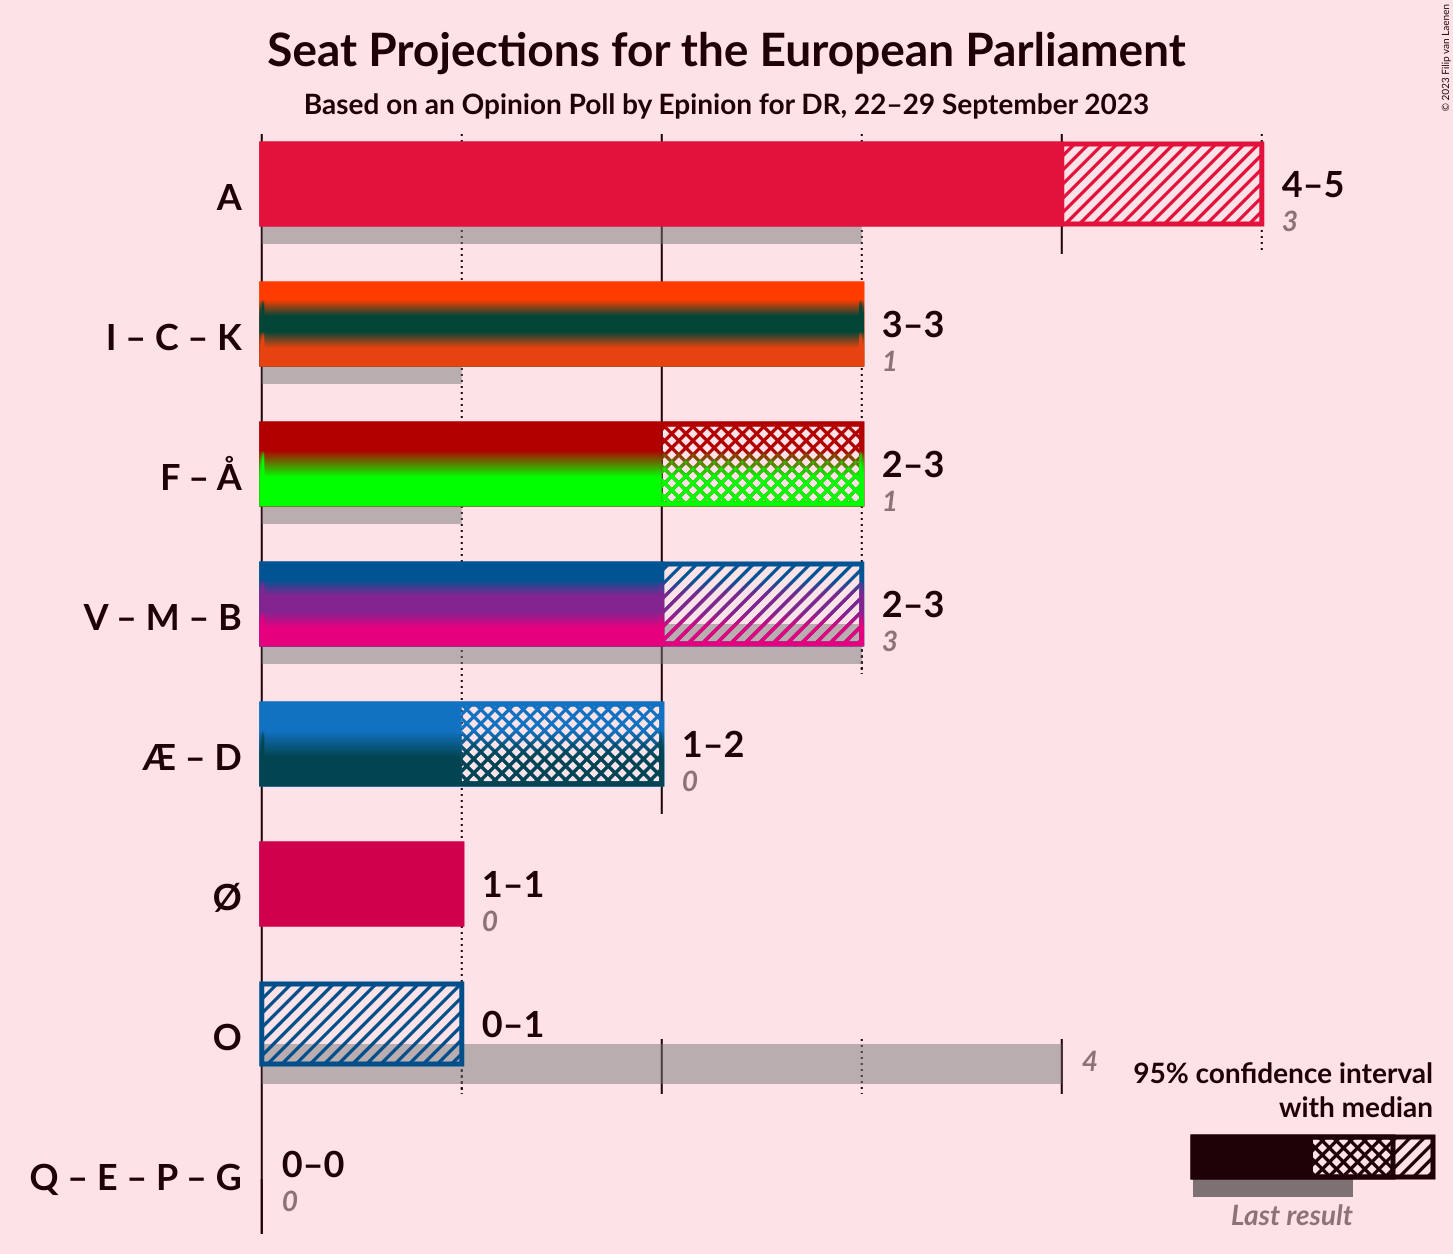 Seat Projections for the European Parliament
Based on an Opinion Poll by Epinion for DR, 22–29 September 2023
© 2023 Filip van Laenen
A
4–5
3
I – C – K
3–3
1
F – Å
2–3
1
V – M – B
2–3
3
Æ – D
1–2
0
Ø
1–1
0
O
0–1
4
Q – E – P – G
0–0
0
95% confidence interval
with median
Last result